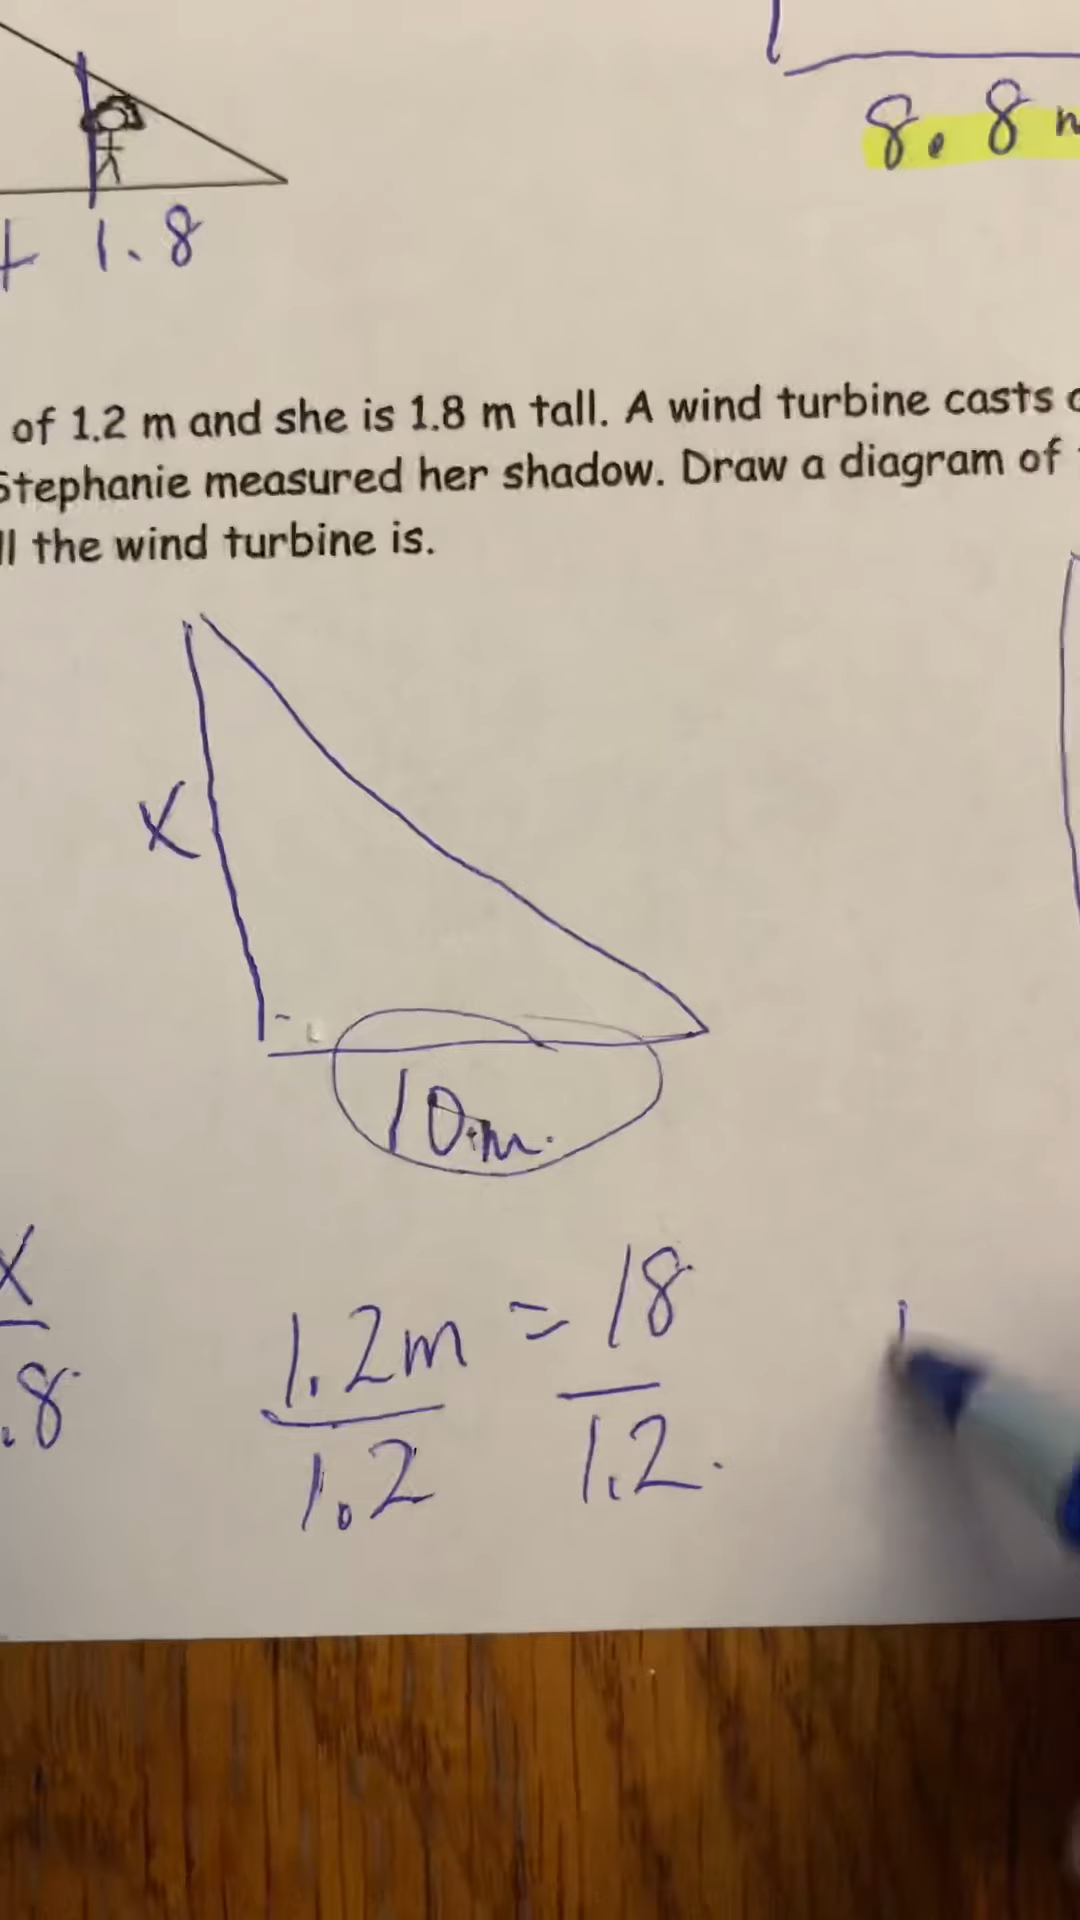 8.8
+ 1.8
of 1.2 m and she is 1.8 m tall. A wind turbine casts
Stephanie measured her shadow. Draw a diagram of
the wind turbine is.
x
10 m.
x
.8
1.2m = 18
1.2 1.2.